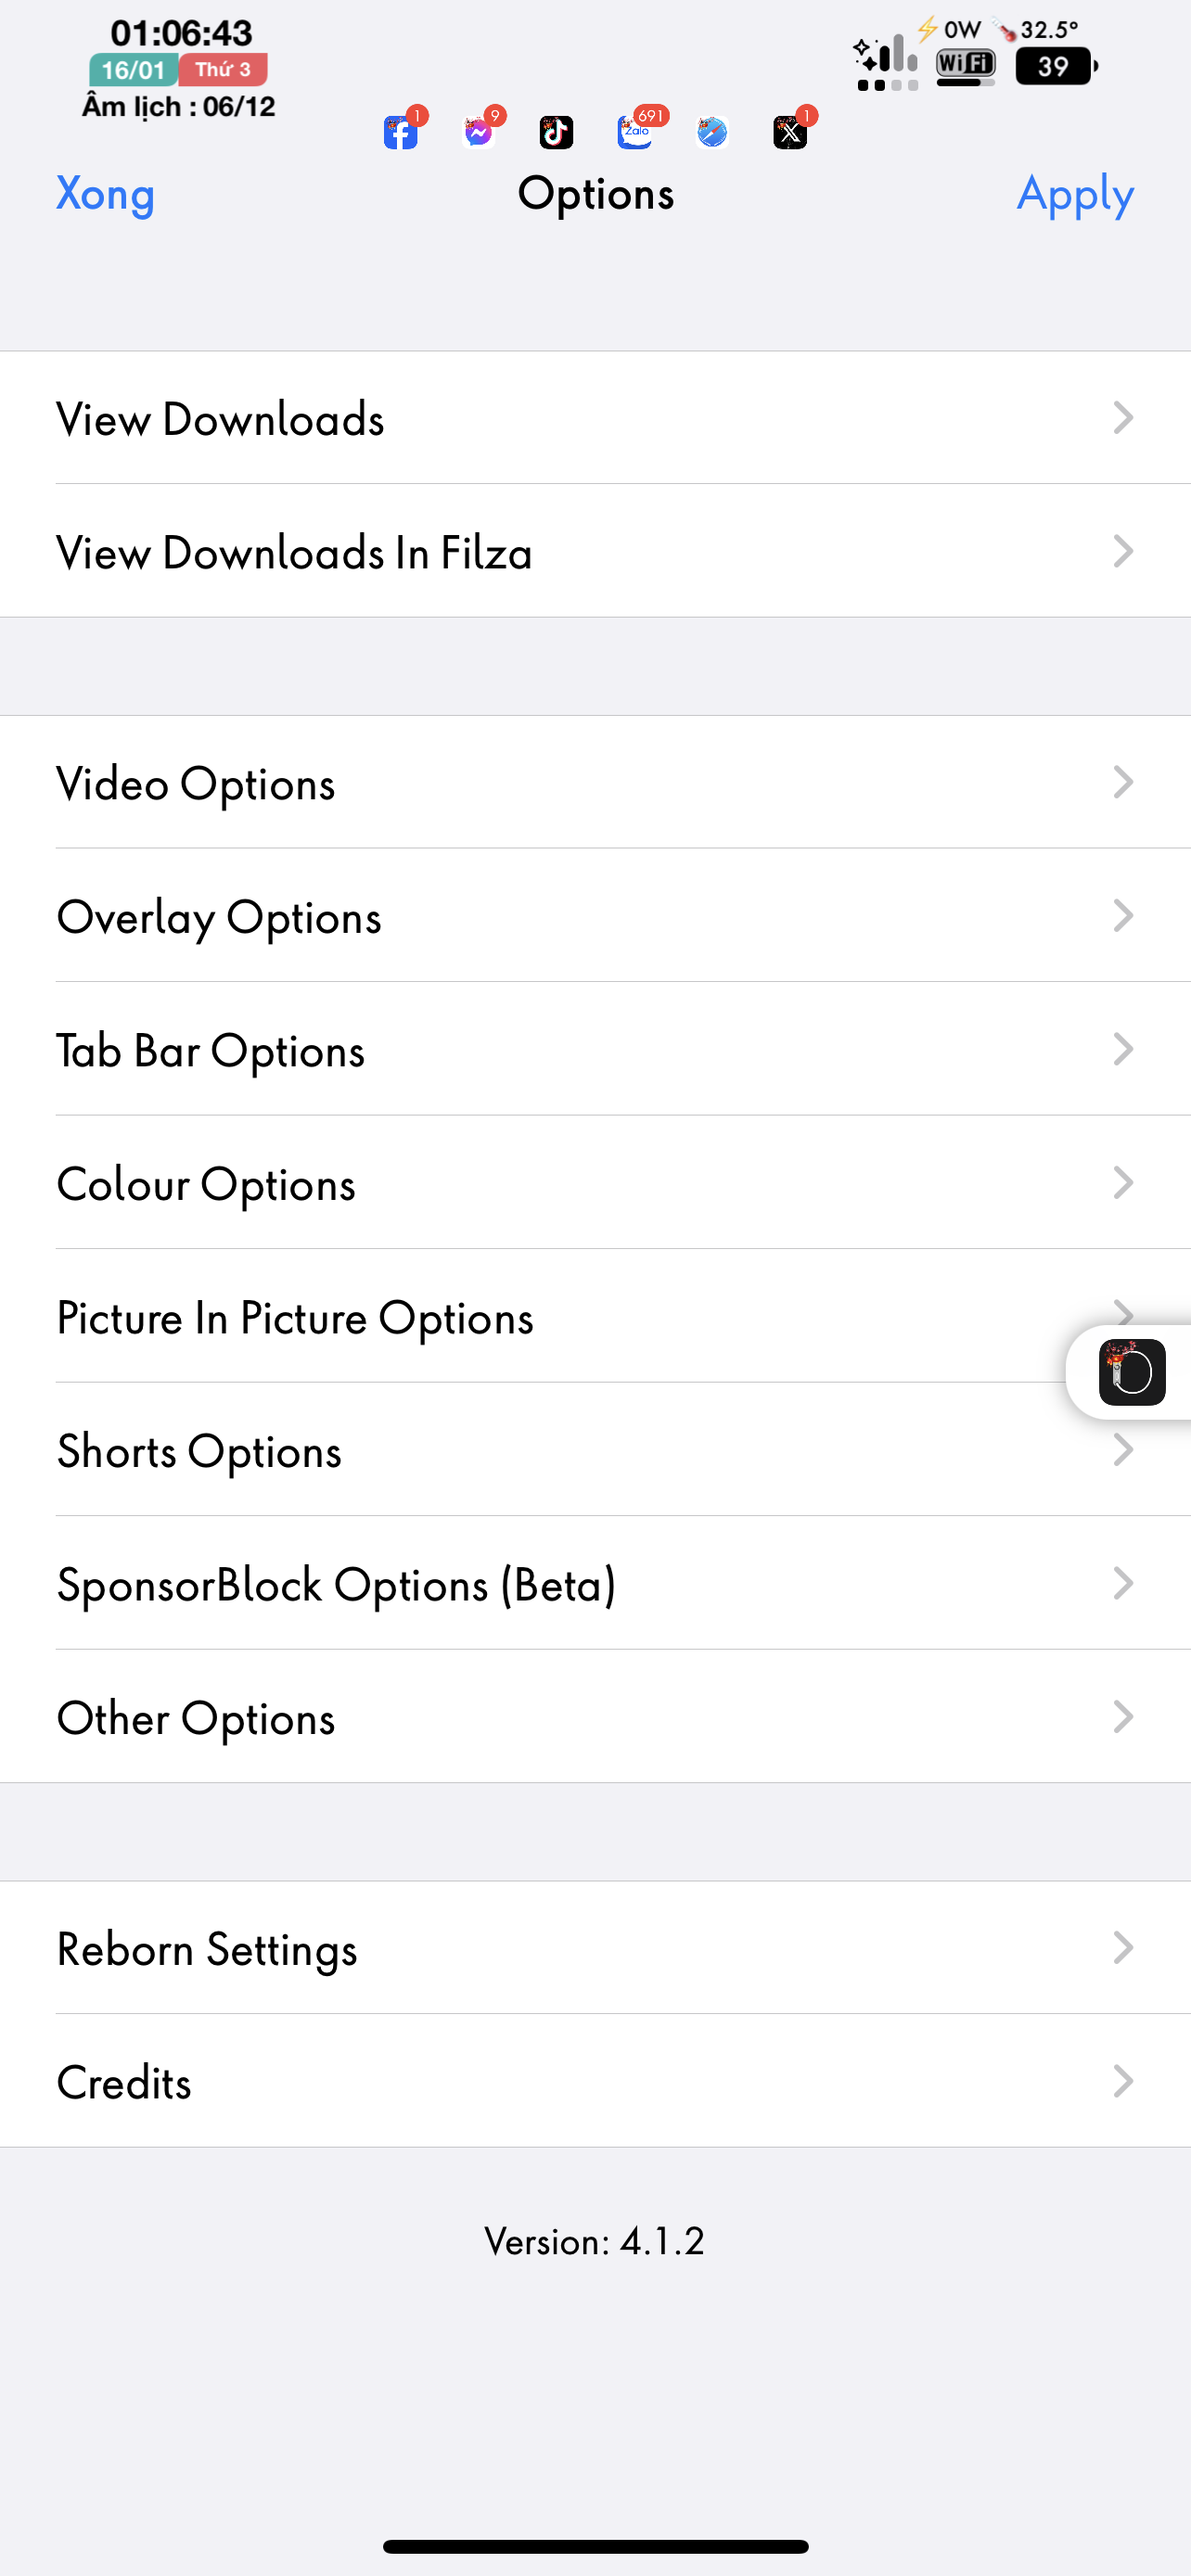 01:06:43
⚡0W 🌡️32.5°
16/01 Thứ 3
WiFi 39
Âm lịch : 06/12
1 9 691 1
Zalo
Xong Options Apply
View Downloads
View Downloads In Filza
Video Options
Overlay Options
Tab Bar Options
Colour Options
Picture In Picture Options
Shorts Options
SponsorBlock Options (Beta)
Other Options
Reborn Settings
Credits
Version: 4.1.2